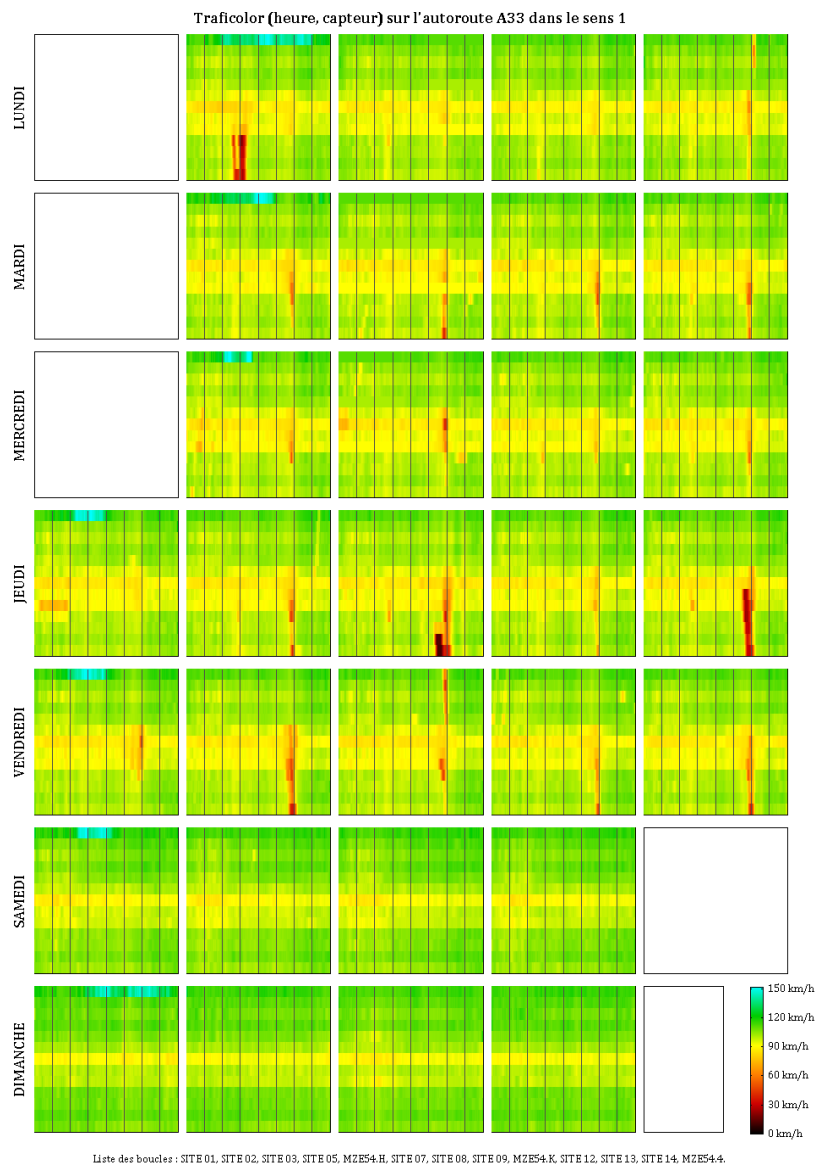 Traficolor (heure, capteur) sur l'autoroute A33 dans le sens 1
LUNDI
MARDI
MERCREDI
JEUDI
VENDREDI
SAMEDI
DIMANCHE
150 km/h
120 km/h
90 km/h
60 km/h
30 km/h
0 km/h
Liste des boucles : SITE 01, SITE 02, SITE 03, SITE 05, MZE54.H, SITE 07, SITE 08, SITE 09, MZE54.K, SITE 12, SITE 13, SITE 14, MZE54.4.